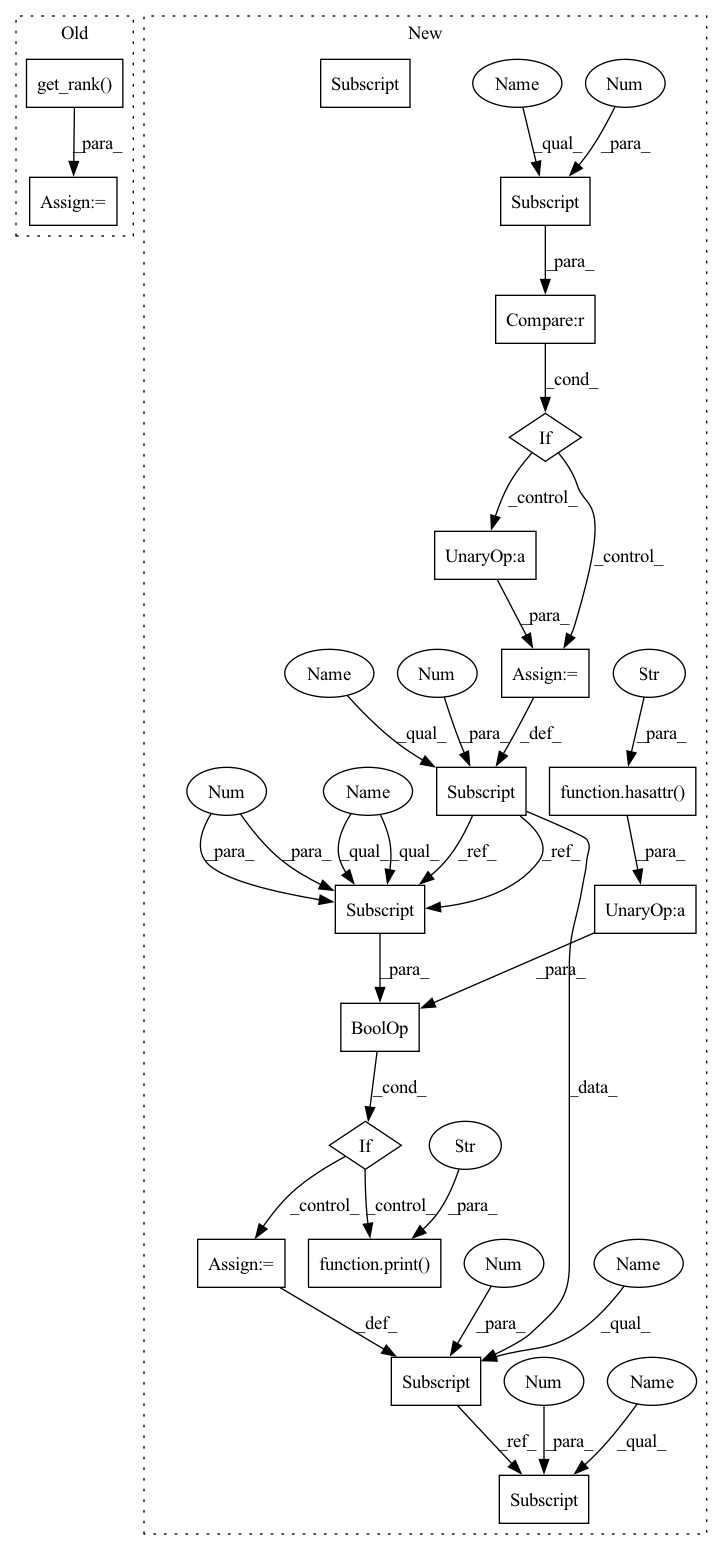 Old
New
get_rank()
Subscript
Name
Num
_para_
_qual_
_para_
Assign:=
Subscript
_para_
Compare:r
_cond_
If
_control_
UnaryOp:a
_control_
_para_
Name
Num
Assign:=
Str
_qual_
_para_
_def_
_para_
Num
Name
Subscript
function.hasattr()
_para_
_para_
_qual_
_qual_
_ref_
_ref_
_para_
Subscript
UnaryOp:a
_para_
_para_
BoolOp
_cond_
_data_
If
Str
_control_
_control_
_para_
Assign:=
function.print()
Num
Name
_def_
_para_
_qual_
Subscript
Num
Name
_ref_
_para_
_qual_
Subscript